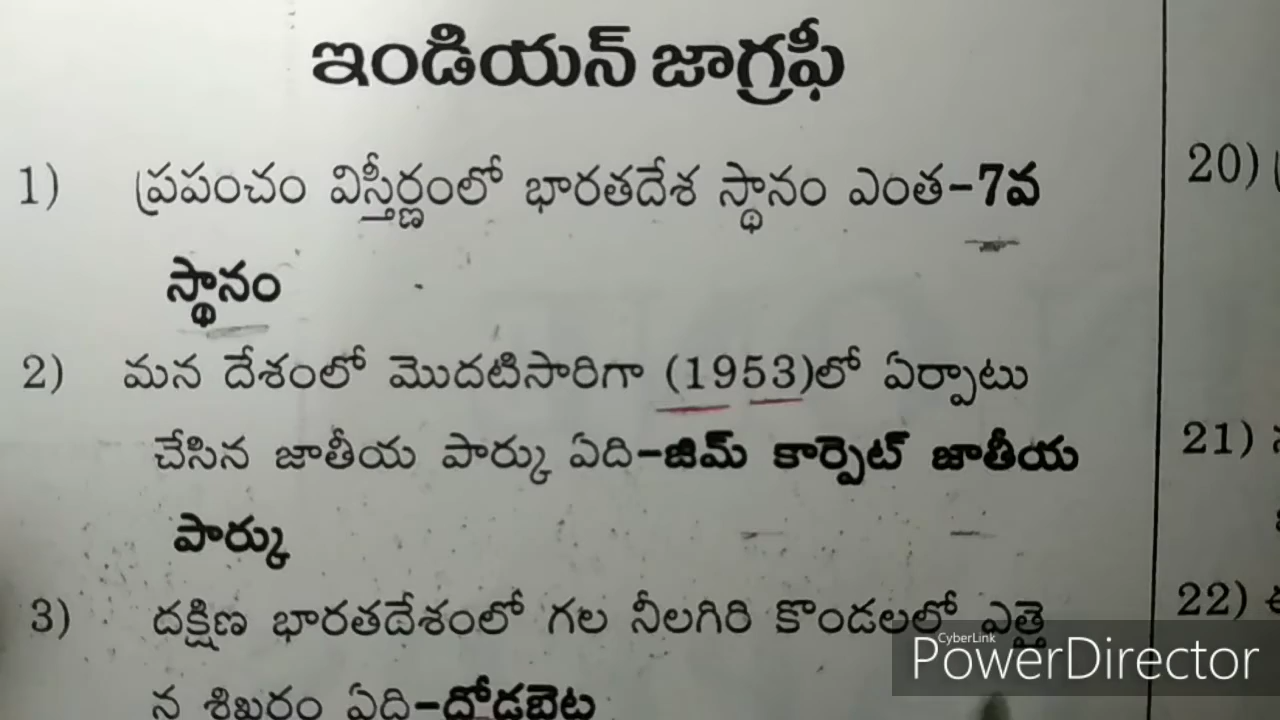 ఇండియన్ జాగ్రఫీ
1) ప్రపంచం విస్తీర్ణంలో భారతదేశ స్థానం ఎంత-7వ
స్థానం
2) మన దేశంలో మొదటిసారిగా (1953)లో ఏర్పాటు
చేసిన జాతీయ పార్కు ఏది-జిమ్ కార్పెట్ జాతీయ
పార్కు
3) దక్షిణ భారతదేశంలో గల నీలగిరి కొండలలో ఎత్తై
న శిఖరం ఏది-దోడబెట
20)
21)
22)
CyberLink
PowerDirector